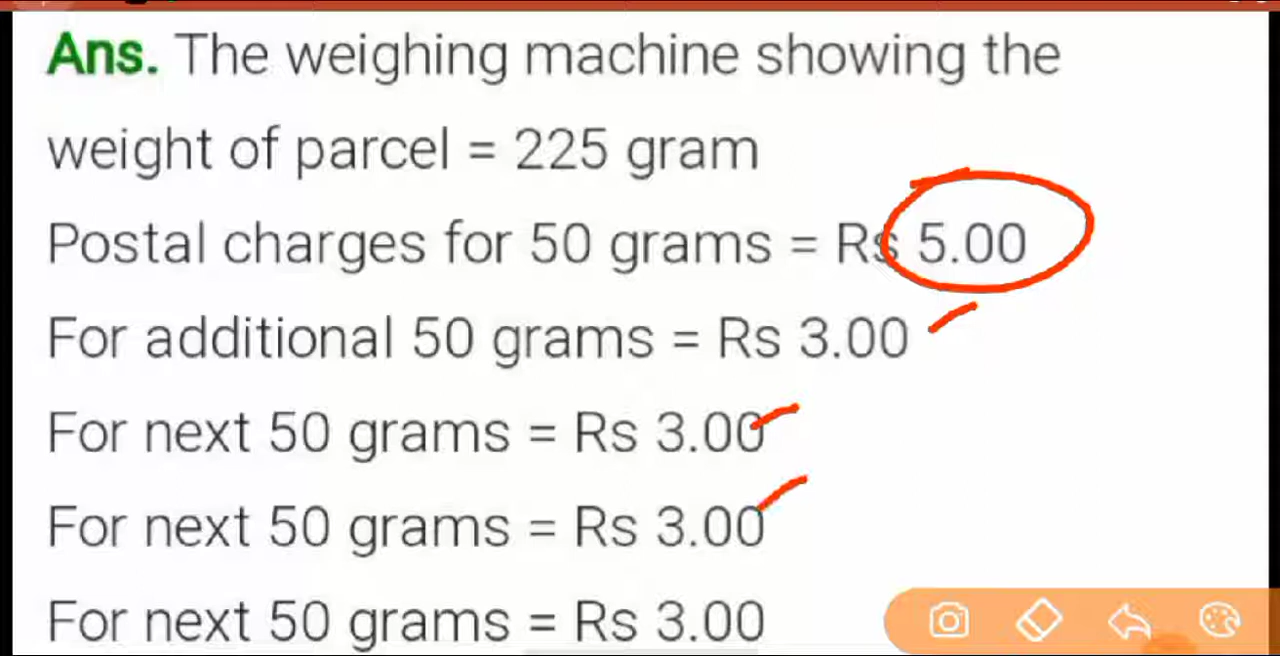 Ans. The weighing machine showing the
weight of parcel = 225 gram
Postal charges for 50 grams = Rs 5.00
For additional 50 grams = Rs 3.00
For next 50 grams = Rs 3.00
For next 50 grams = Rs 3.00
For next 50 grams = Rs 3.00